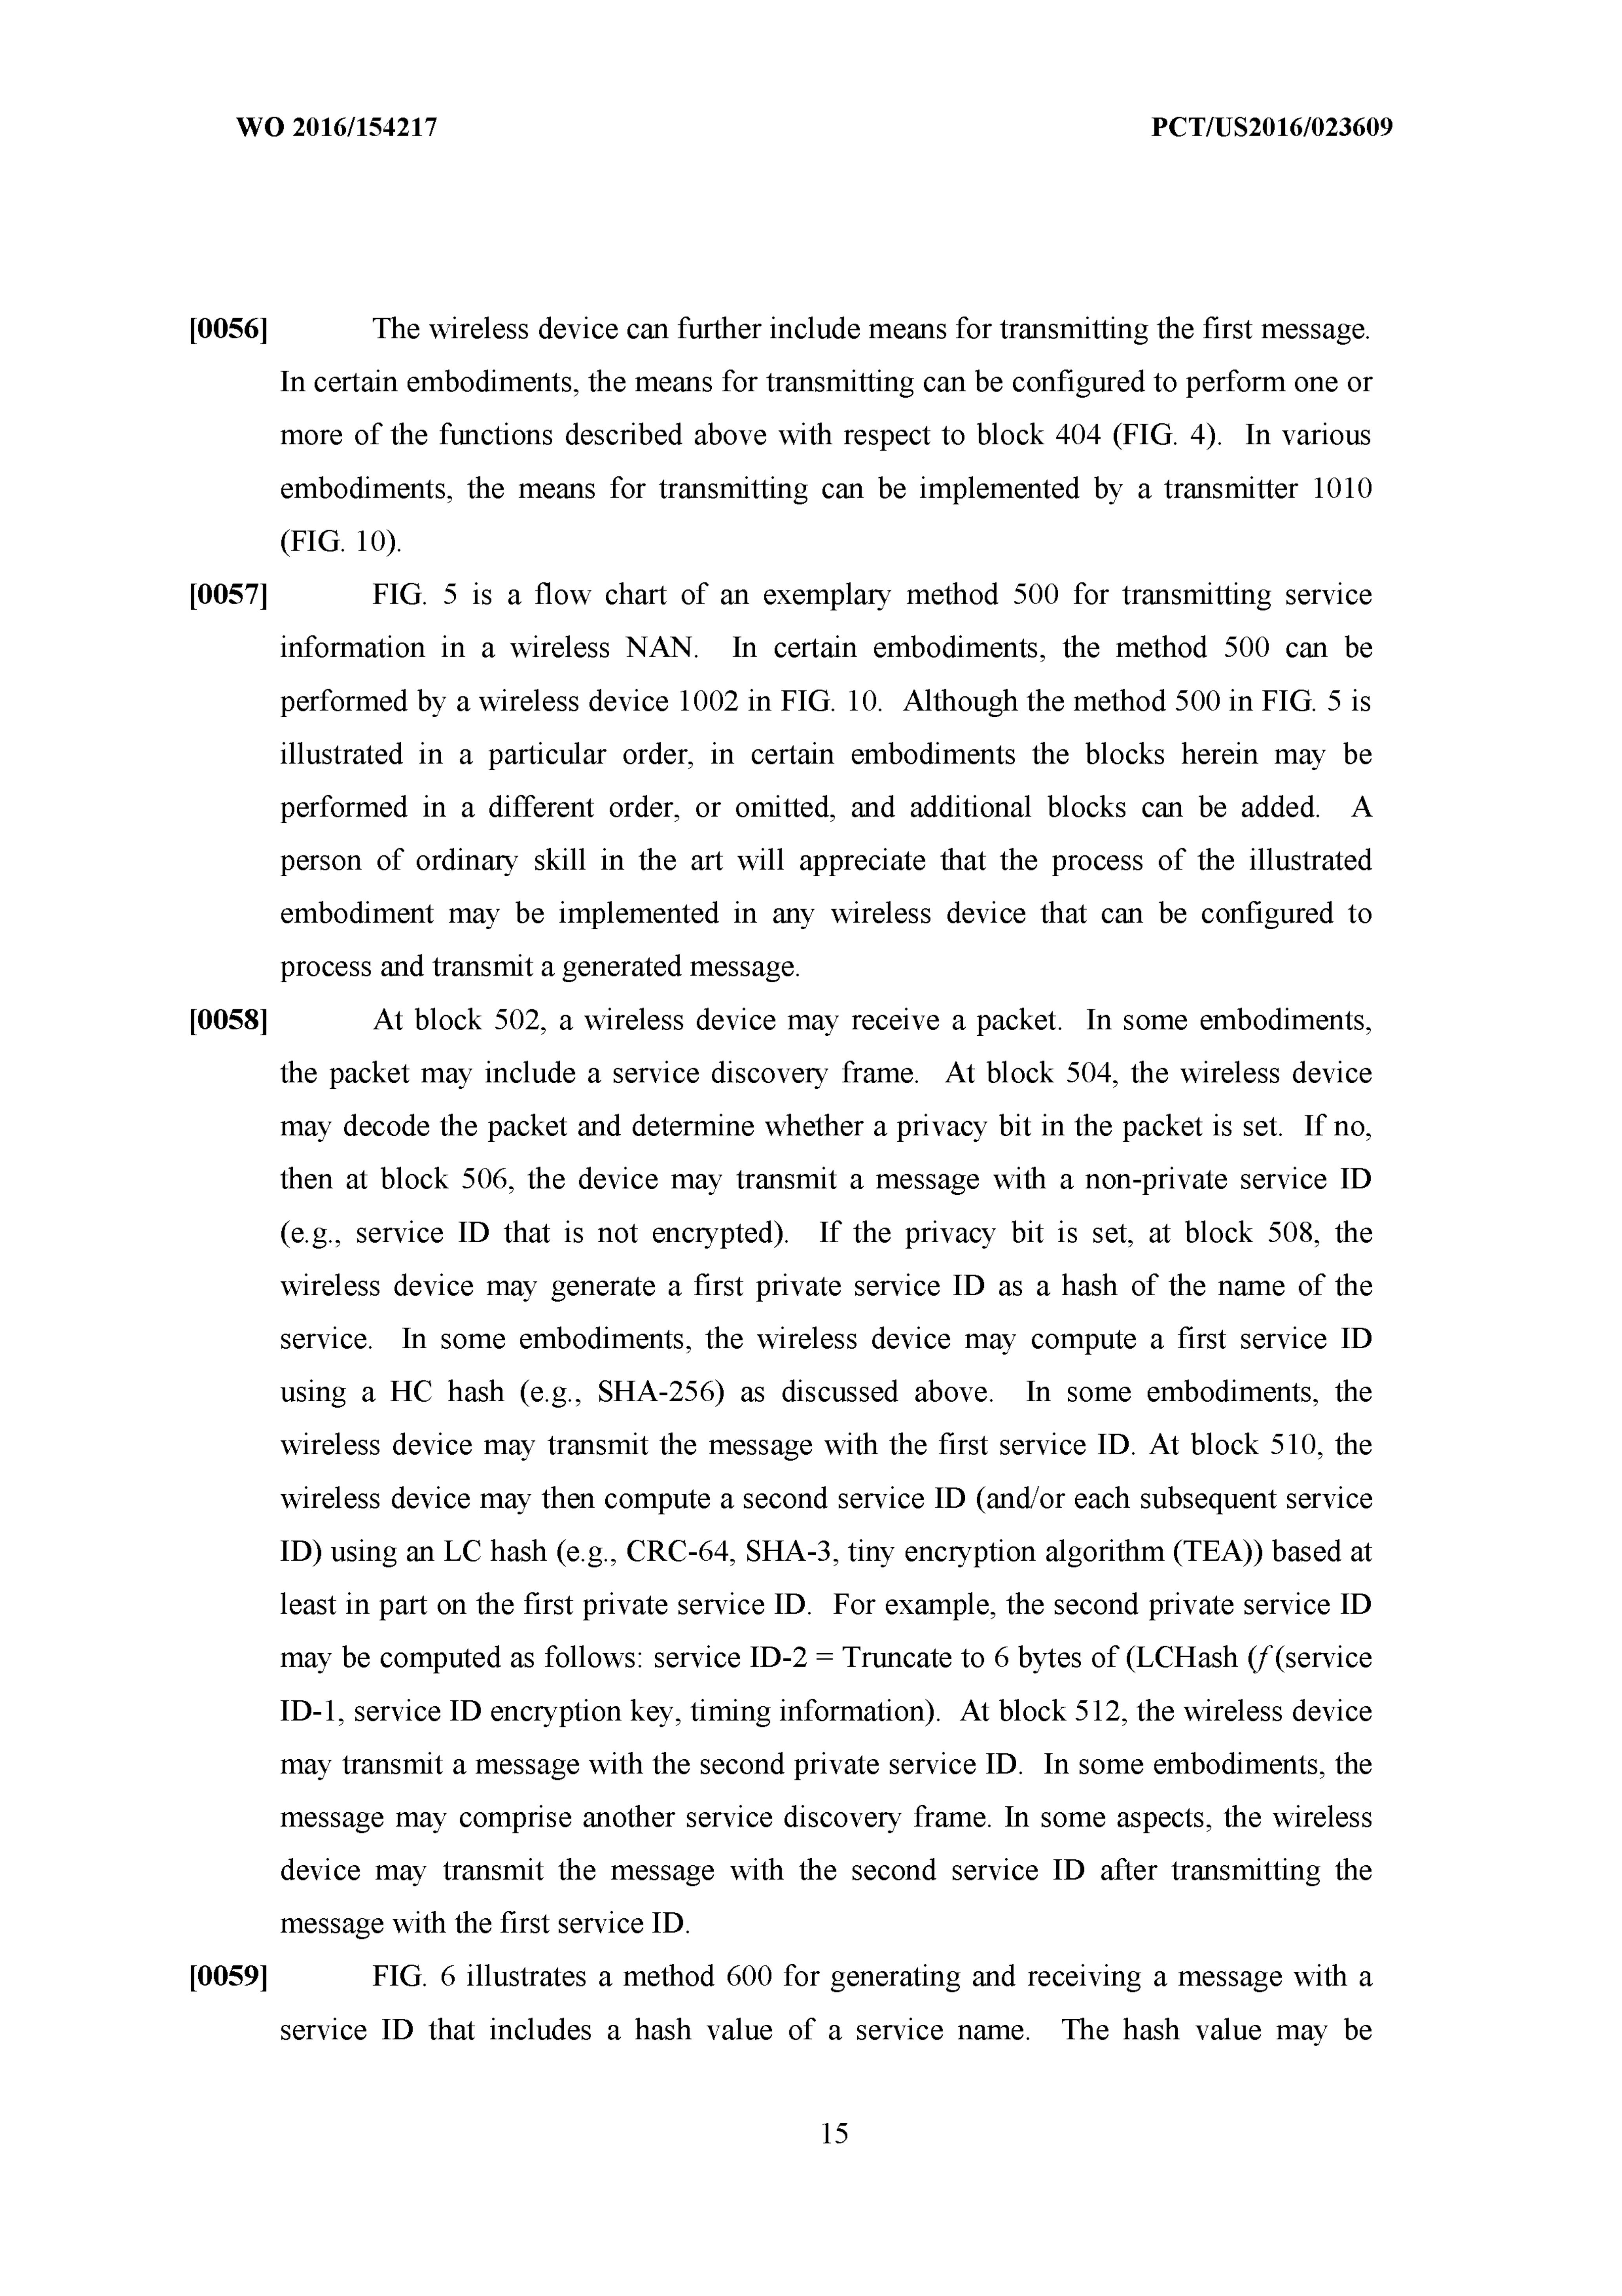 WO 2016/154217 PCT/US2016/023609
[0056] The wireless device can further include means for transmitting the first message.
In certain embodiments, the means for transmitting can be configured to perform one or
more of the functions described above with respect to block 404 (FIG. 4). In various
embodiments, the means for transmitting can be implemented by a transmitter 1010
(FIG. 10).
[0057] FIG. 5 is a flow chart of an exemplary method 500 for transmitting service
information in a wireless NAN. In certain embodiments, the method 500 can be
performed by a wireless device 1002 in FIG. 10. Although the method 500 in FIG. 5 is
illustrated in a particular order, in certain embodiments the blocks herein may be
performed in a different order, or omitted, and additional blocks can be added. A
person of ordinary skill in the art will appreciate that the process of the illustrated
embodiment may be implemented in any wireless device that can be configured to
process and transmit a generated message.
[0058] At block 502, a wireless device may receive a packet. In some embodiments,
the packet may include a service discovery frame. At block 504, the wireless device
may decode the packet and determine whether a privacy bit in the packet is set. If no,
then at block 506, the device may transmit a message with a non-private service ID
(e.g., service ID that is not encrypted). If the privacy bit is set, at block 508, the
wireless device may generate a first private service ID as a hash of the name of the
service. In some embodiments, the wireless device may compute a first service ID
using a HC hash (e.g., SHA-256) as discussed above. In some embodiments, the
wireless device may transmit the message with the first service ID. At block 510, the
wireless device may then compute a second service ID (and/or each subsequent service
ID) using an LC hash (e.g., CRC-64, SHA-3, tiny encryption algorithm (TEA)) based at
least in part on the first private service ID. For example, the second private service ID
may be computed as follows: service ID-2 = Truncate to 6 bytes of (LCHash (f (service
ID-1, service ID encryption key, timing information). At block 512, the wireless device
may transmit a message with the second private service ID. In some embodiments, the
message may comprise another service discovery frame. In some aspects, the wireless
device may transmit the message with the second service ID after transmitting the
message with the first service ID.
[0059] FIG. 6 illustrates a method 600 for generating and receiving a message with a
service ID that includes a hash value of a service name. The hash value may be
15